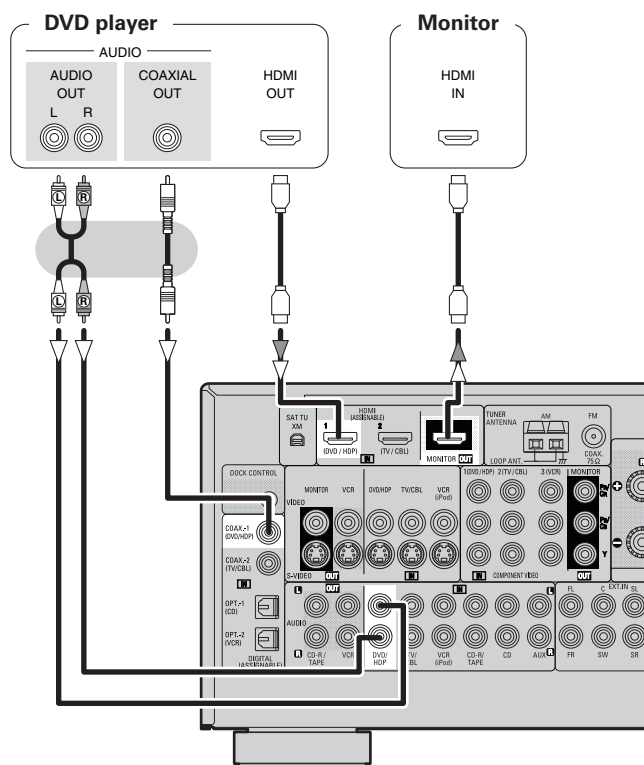 DVD player
Monitor
AUDIO
AUDIO OUT
COAXIAL OUT
HDMI OUT
HDMI IN
L R
L R
L R
SAT TU
XM
HDMI
(ASSIGNABLE)
1 2
(DVD / HDP) (TV / CBL)
IN
MONITOR OUT
TUNER
ANTENNA
AM
FM
LOOP ANT.
COAX.
75Ω
DOCK CONTROL
MONITOR VCR DVD/HDP TV/CBL VCR
(iPod)
VIDEO
S-VIDEO OUT IN
1(DVD/HDP) 2(TV/CBL) 3 (VCR) MONITOR
Y
IN COMPONENT VIDEO OUT
COAX.-1
(DVD/HDP)
COAX.-2
(TV/CBL)
IN
OPT.-1
(CD)
OPT.-2
(VCR)
DIGITAL
(ASSIGNABLE)
L OUT IN L
AUDIO
R CD-R /
TAPE VCR DVD/
HDP TV/
CBL VCR
(iPod) CD-R/
TAPE CD AUX R
FL C EXT.IN SL
FR SW SR